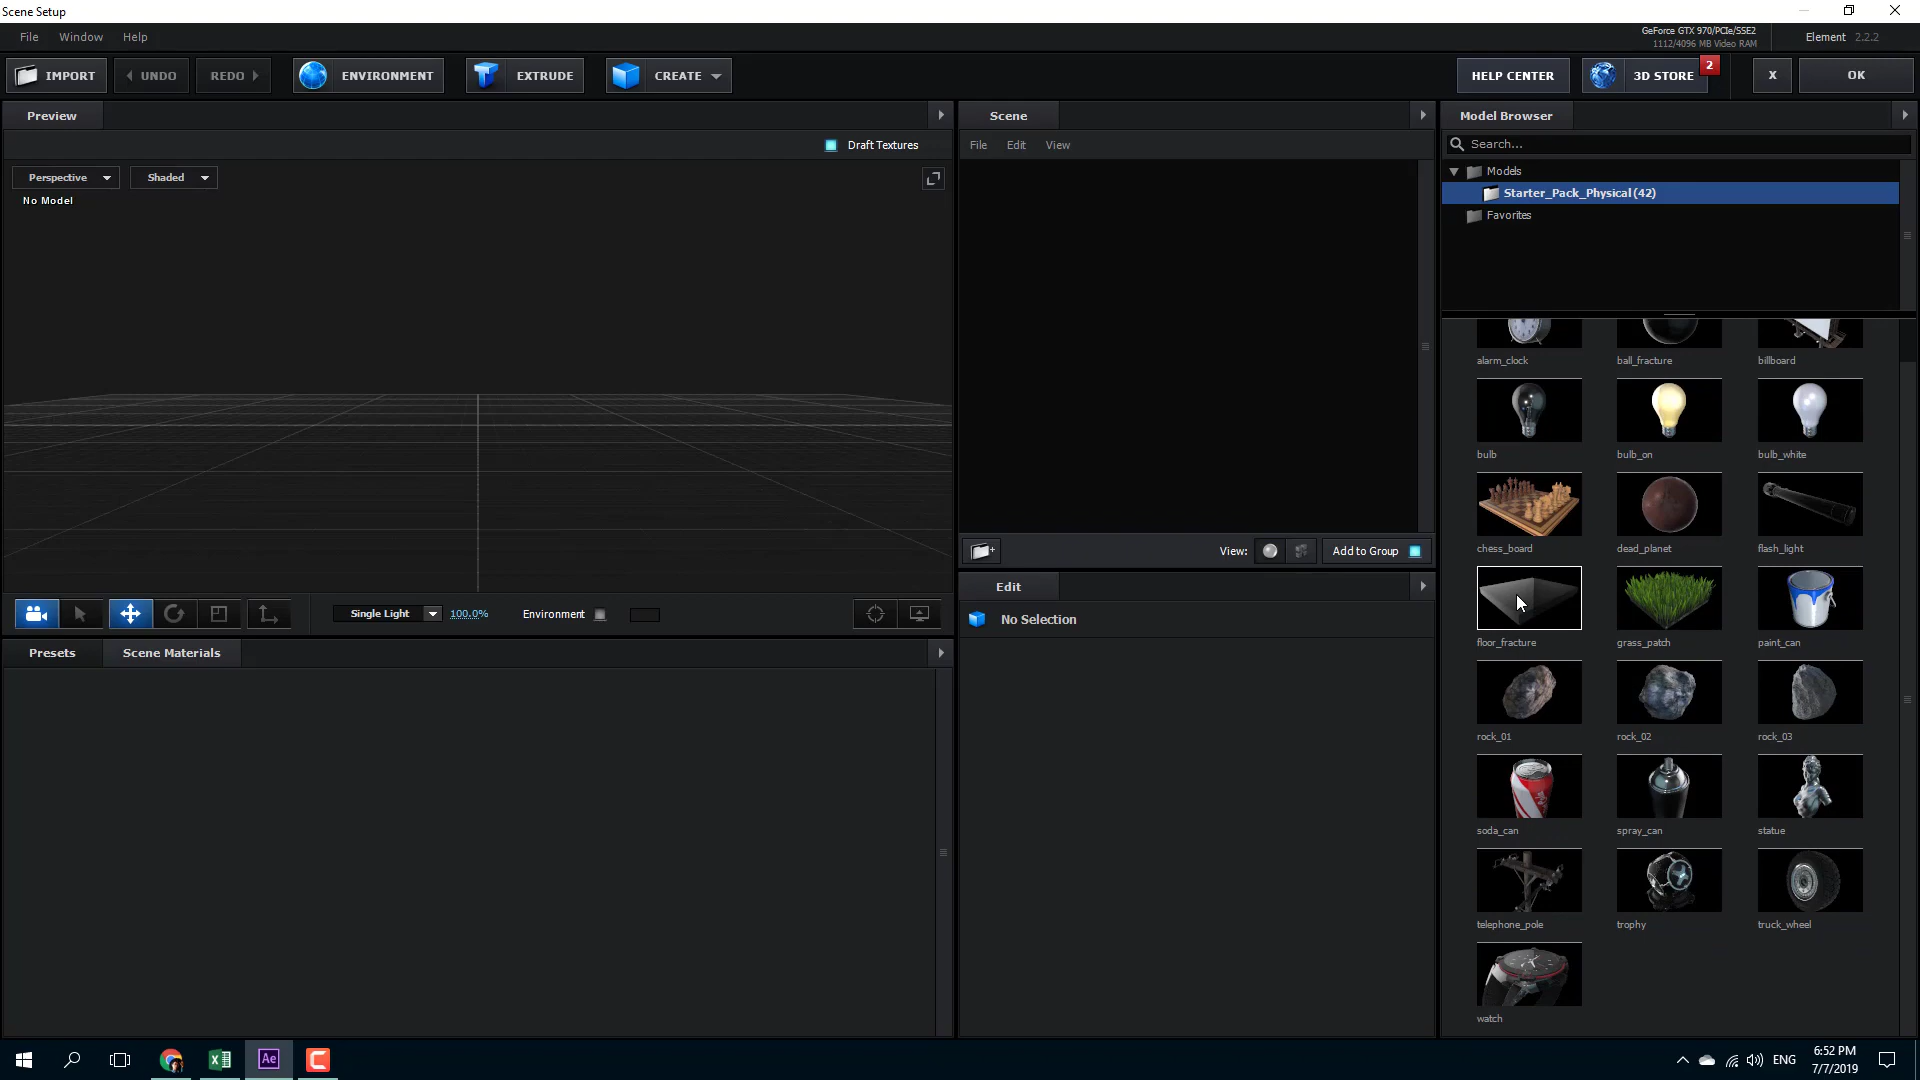 Scene Setup
File Window Help
GeForce GTX 970/PCIe/SSE2
1112/4096 MB Video RAM
Element 2.2.2
IMPORT
UNDO
REDO
ENVIRONMENT
EXTRUDE
CREATE
HELP CENTER
3D STORE
2
X
OK
Preview
Draft Textures
Perspective
Shaded
No Model
Single Light
100.0%
Environment
Presets
Scene Materials
Scene
File Edit View
View:
Add to Group
Edit
No Selection
Model Browser
Search...
Models
Starter_Pack_Physical (42)
Favorites
alarm_clock
ball_fracture
billboard
bulb
bulb_on
bulb_white
chess_board
dead_planet
flash_light
floor_fracture
grass_patch
paint_can
rock_01
rock_02
rock_03
soda_can
spray_can
statue
telephone_pole
trophy
truck_wheel
watch
Ae
ENG
6:52 PM
7/7/2019